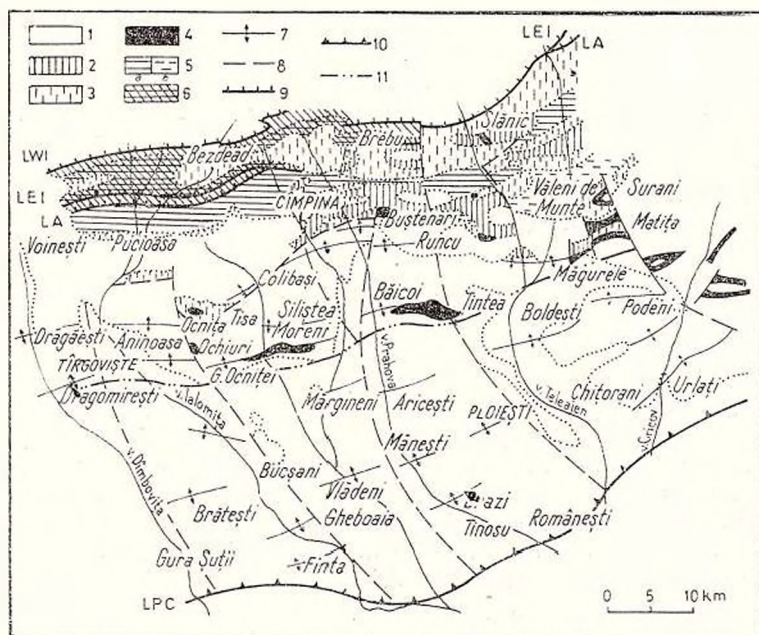 1 4 7 10
2 5 8 11
a b
3 6 9
LEI
LA
Slănic
Brebu
Bezdead
LWI
Văleni de Munte
Surani
LEI
CÎMPINA
Matița
LA
Buștenari
Voinești
Pucioasa
Runcu
Colibași
Măgurele
Băicoi
Țintea
Podeni
Siliștea
Boldești
Ocnița
Tisa
Moreni
Drăgăești
Aninoasa
Ochiuri
v. Prahova
TÎRGOVIȘTE
G. Ocniței
Dragomirești
v. Ialomița
Mărgineni
Aricești
PLOIEȘTI
v. Teleajen
Chițorani
Urlați
v. Cricov
Mănești
Bucșani
v. Dîmbovița
Vlădeni
Brătești
Gheboaia
Tinosu
Românești
Gura Șuții
Finta
LPC
0 5 10 km